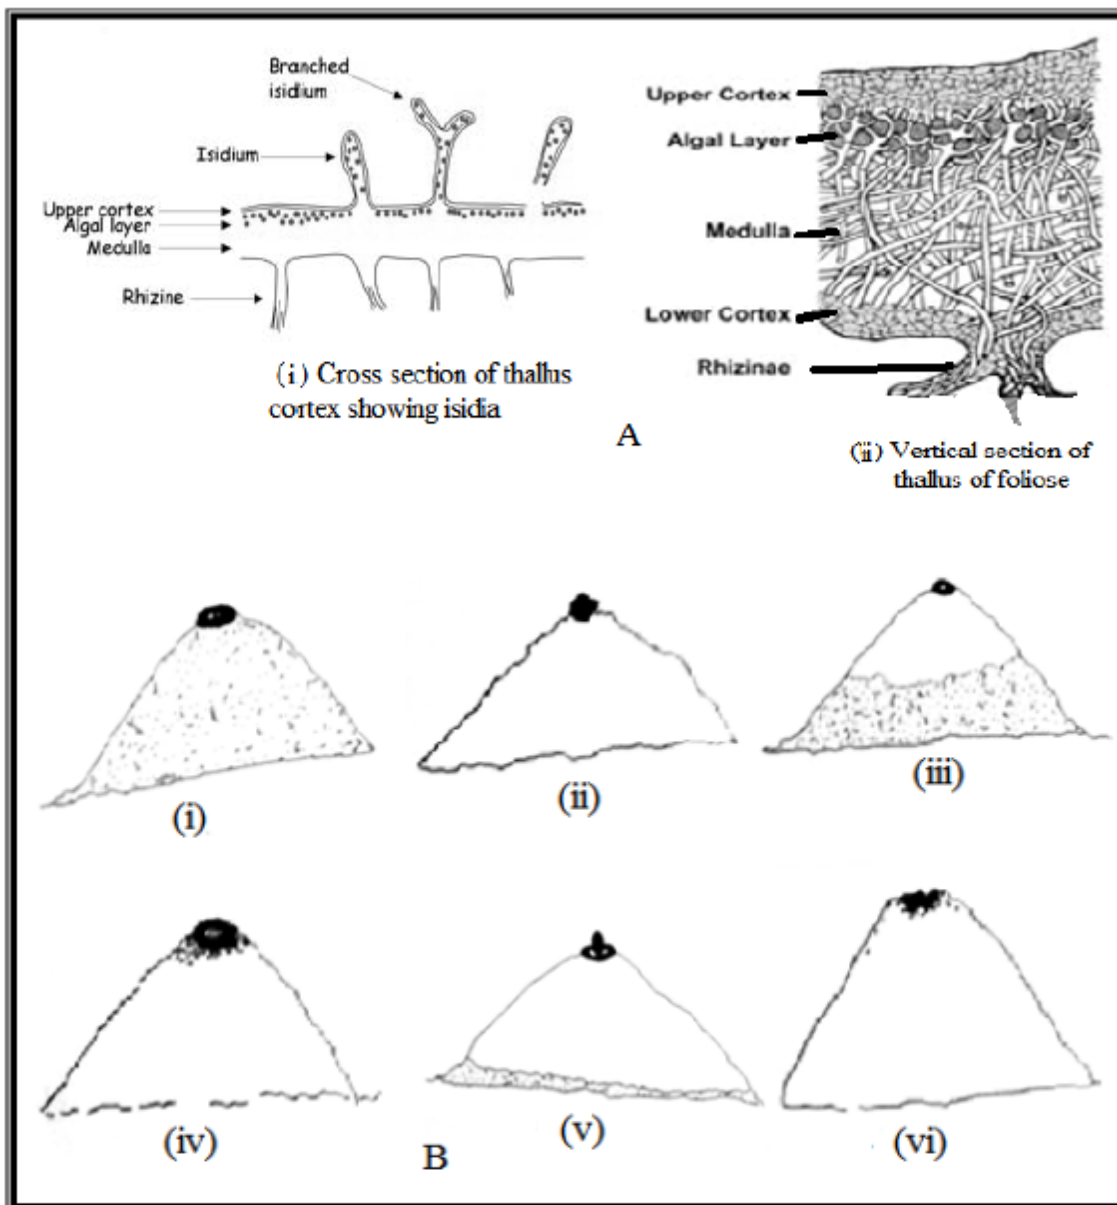 Branched
isidium
Isidium
Upper cortex
Algal layer
Medulla
Rhizine
(i) Cross section of thallus
cortex showing isidia
Upper Cortex
Algal Layer
Medulla
Lower Cortex
Rhizinae
(ii) Vertical section of
thallus of foliose
A
(i)
(ii)
(iii)
(iv)
(v)
(vi)
B